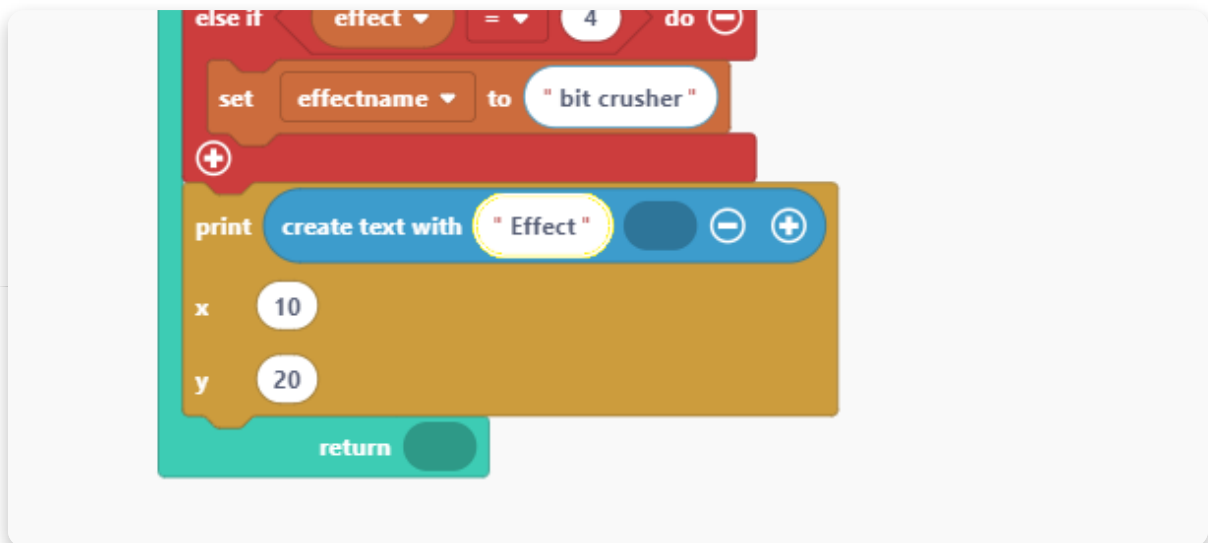 else if effect = 4 do
set effectname to "bit crusher"
print create text with "Effect"
x 10
y 20
return